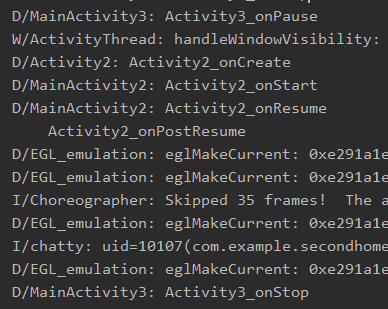 D/MainActivity3: Activity3_onPause
W/ActivityThread: handleWindowVisibility:
D/Activity2: Activity2_onCreate
D/MainActivity2: Activity2_onStart
D/MainActivity2: Activity2_onResume
Activity2_onPostResume
D/EGL_emulation: eglMakeCurrent: 0xe291a1e
D/EGL_emulation: eglMakeCurrent: 0xe291a1e
I/Choreographer: Skipped 35 frames!  The a
D/EGL_emulation: eglMakeCurrent: 0xe291a1e
I/chatty: uid=10107(com.example.secondhome
D/EGL_emulation: eglMakeCurrent: 0xe291a1e
D/MainActivity3: Activity3_onStop